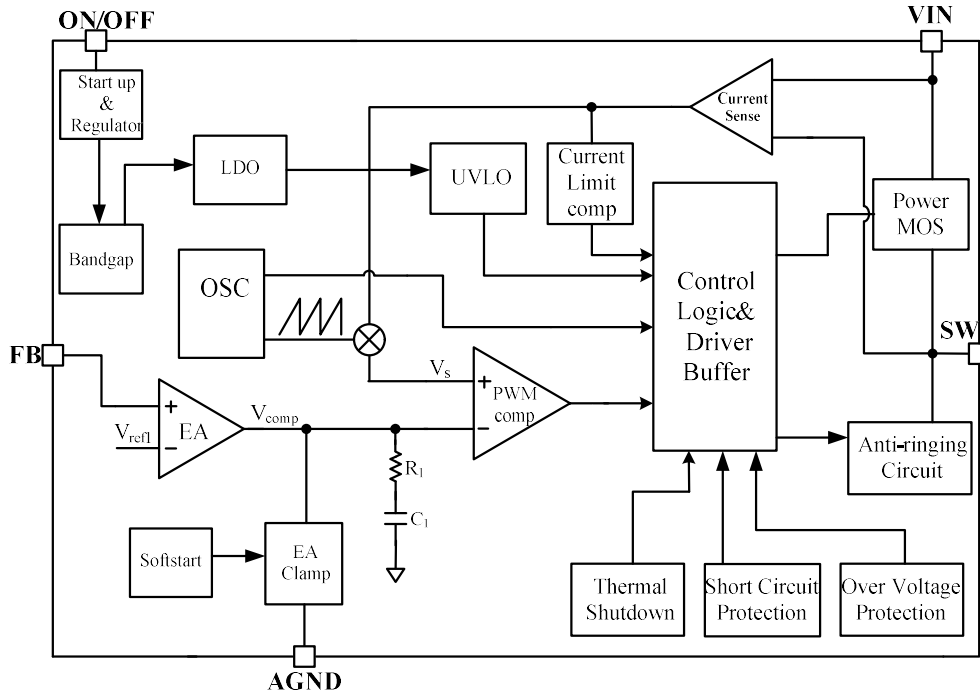 ON/OFF
VIN
Start up
&
Regulator
Current
Sense
LDO
UVLO
Current
Limit
comp
Power
MOS
Bandgap
OSC
Control
Logic&
Driver
Buffer
SW
FB
Vs
+
PWM
comp
−
+
EA
Vref1
−
Vcomp
R1
C1
Anti-ringing
Circuit
Softstart
EA
Clamp
Thermal
Shutdown
Short Circuit
Protection
Over Voltage
Protection
AGND